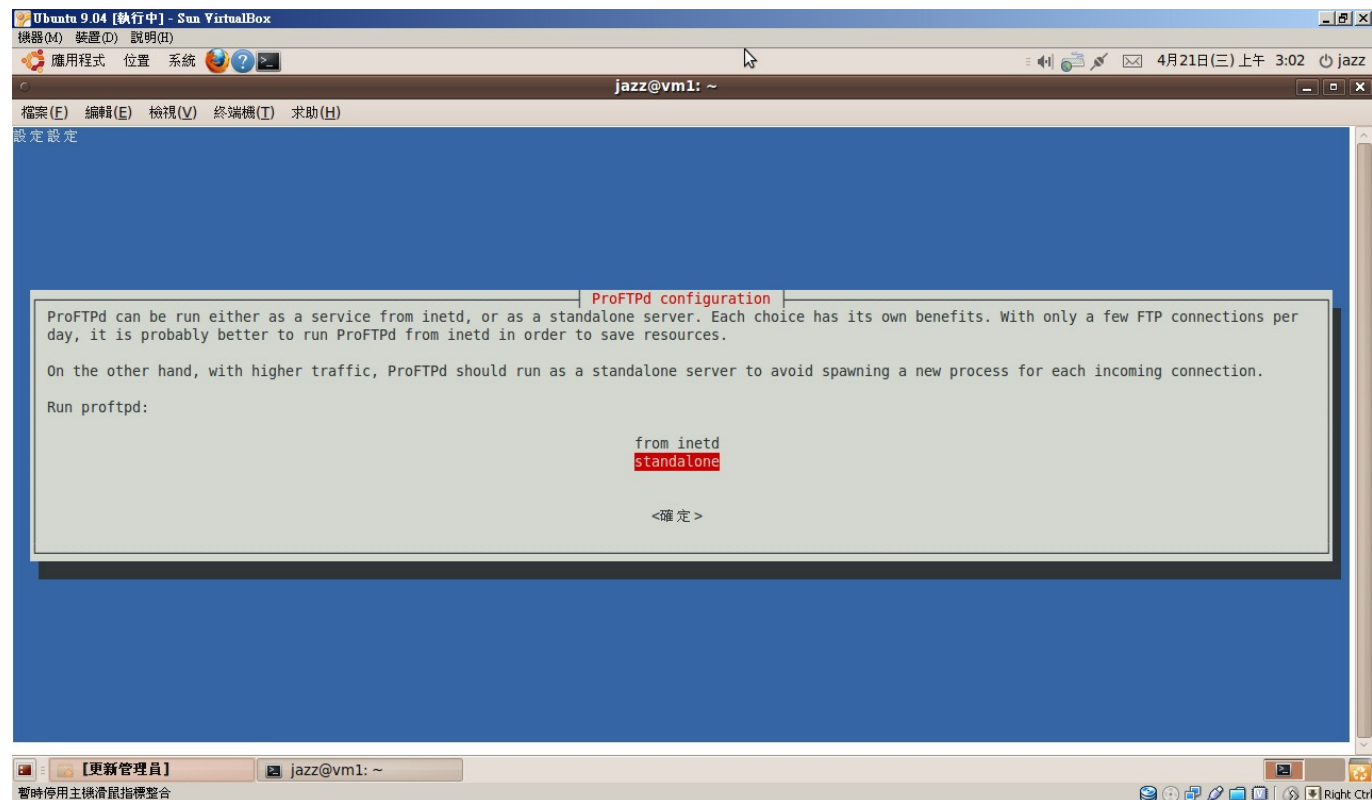 Ubuntu 9.04 [執行中] - Sun VirtualBox
機器(M) 裝置(D) 說明(H)
應用程式 位置 系統 4月21日(三) 上午 3:02 jazz
jazz@vm1: ~
檔案(F) 編輯(E) 檢視(V) 終端機(T) 求助(H)
設定設定
ProFTPd configuration
ProFTPd can be run either as a service from inetd, or as a standalone server. Each choice has its own benefits. With only a few FTP connections per
day, it is probably better to run ProFTPd from inetd in order to save resources.
On the other hand, with higher traffic, ProFTPd should run as a standalone server to avoid spawning a new process for each incoming connection.
Run proftpd:
from inetd
standalone
<確定>
[更新管理員] jazz@vm1: ~
暫時停用主機滑鼠指標整合 Right Ctrl